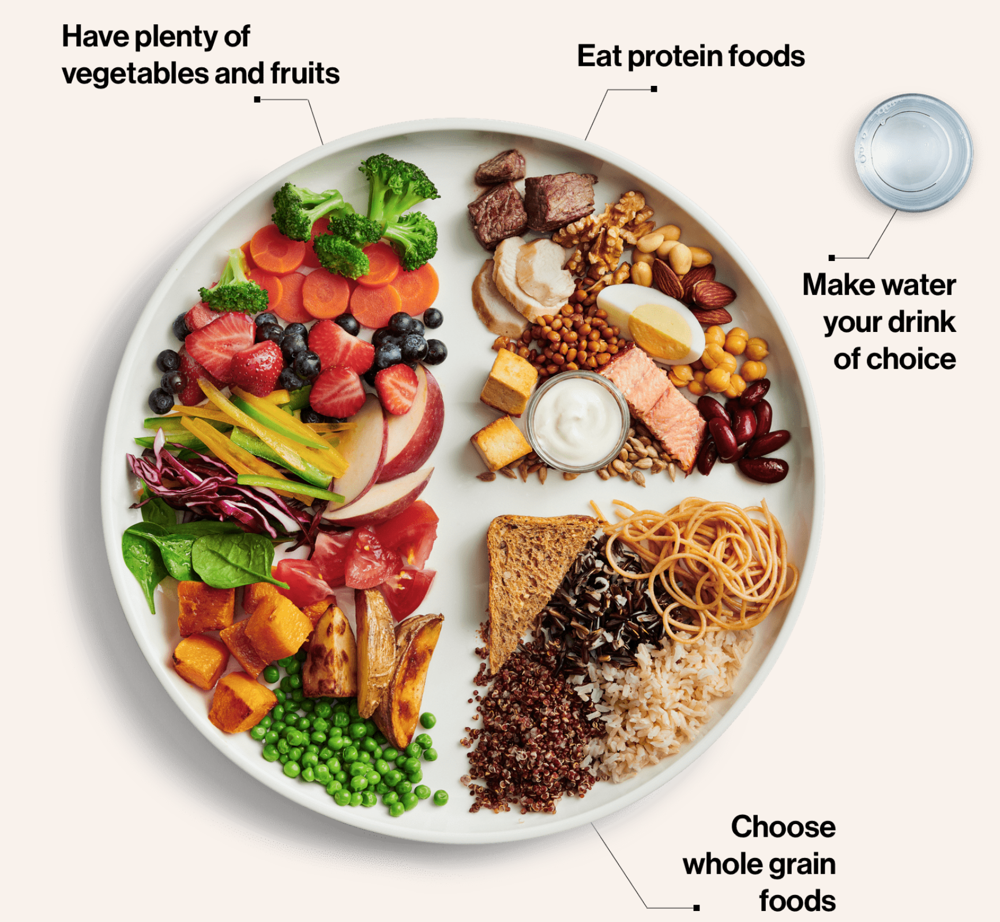 Have plenty of
vegetables and fruits
Eat protein foods
Make water
your drink
of choice
Choose
whole grain
foods